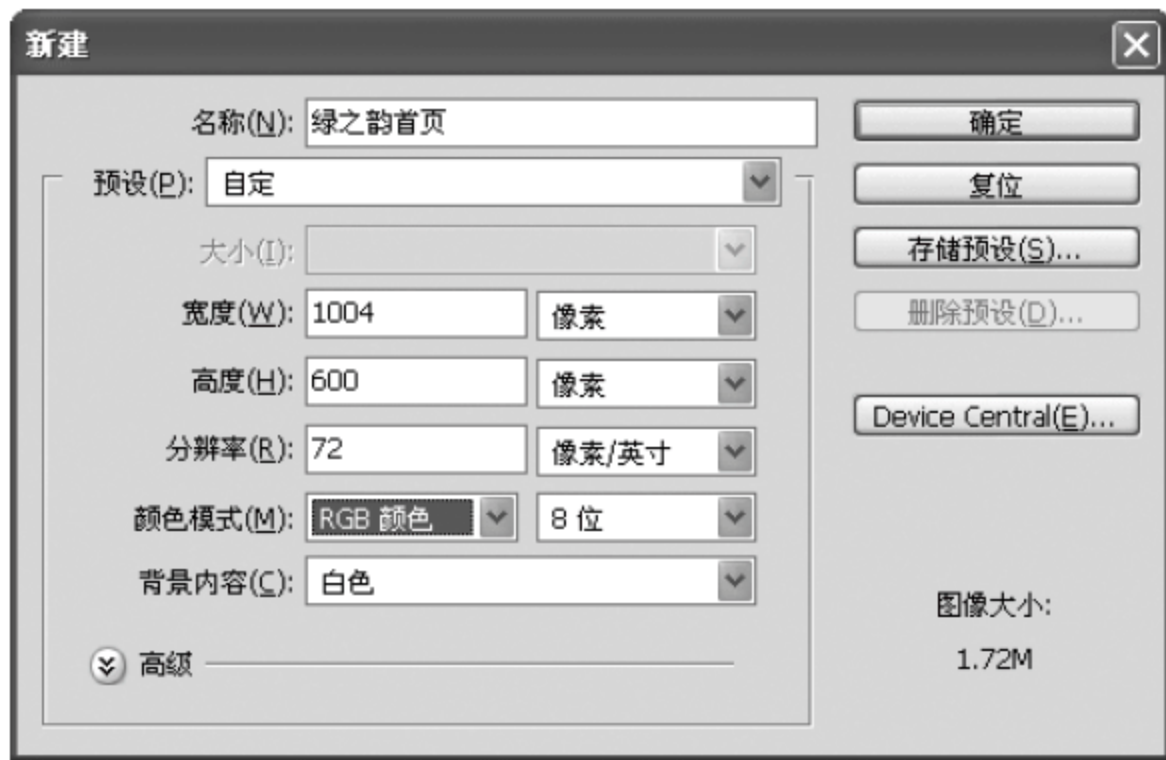 新建
名称(N): 绿之韵首页
确定
预设(P): 自定
复位
大小(I):
存储预设(S)...
宽度(W): 1004 像素
删除预设(D)...
高度(H): 600 像素
Device Central(E)...
分辨率(R): 72 像素/英寸
颜色模式(M): RGB 颜色 8 位
背景内容(C): 白色
图像大小:
1.72M
高级